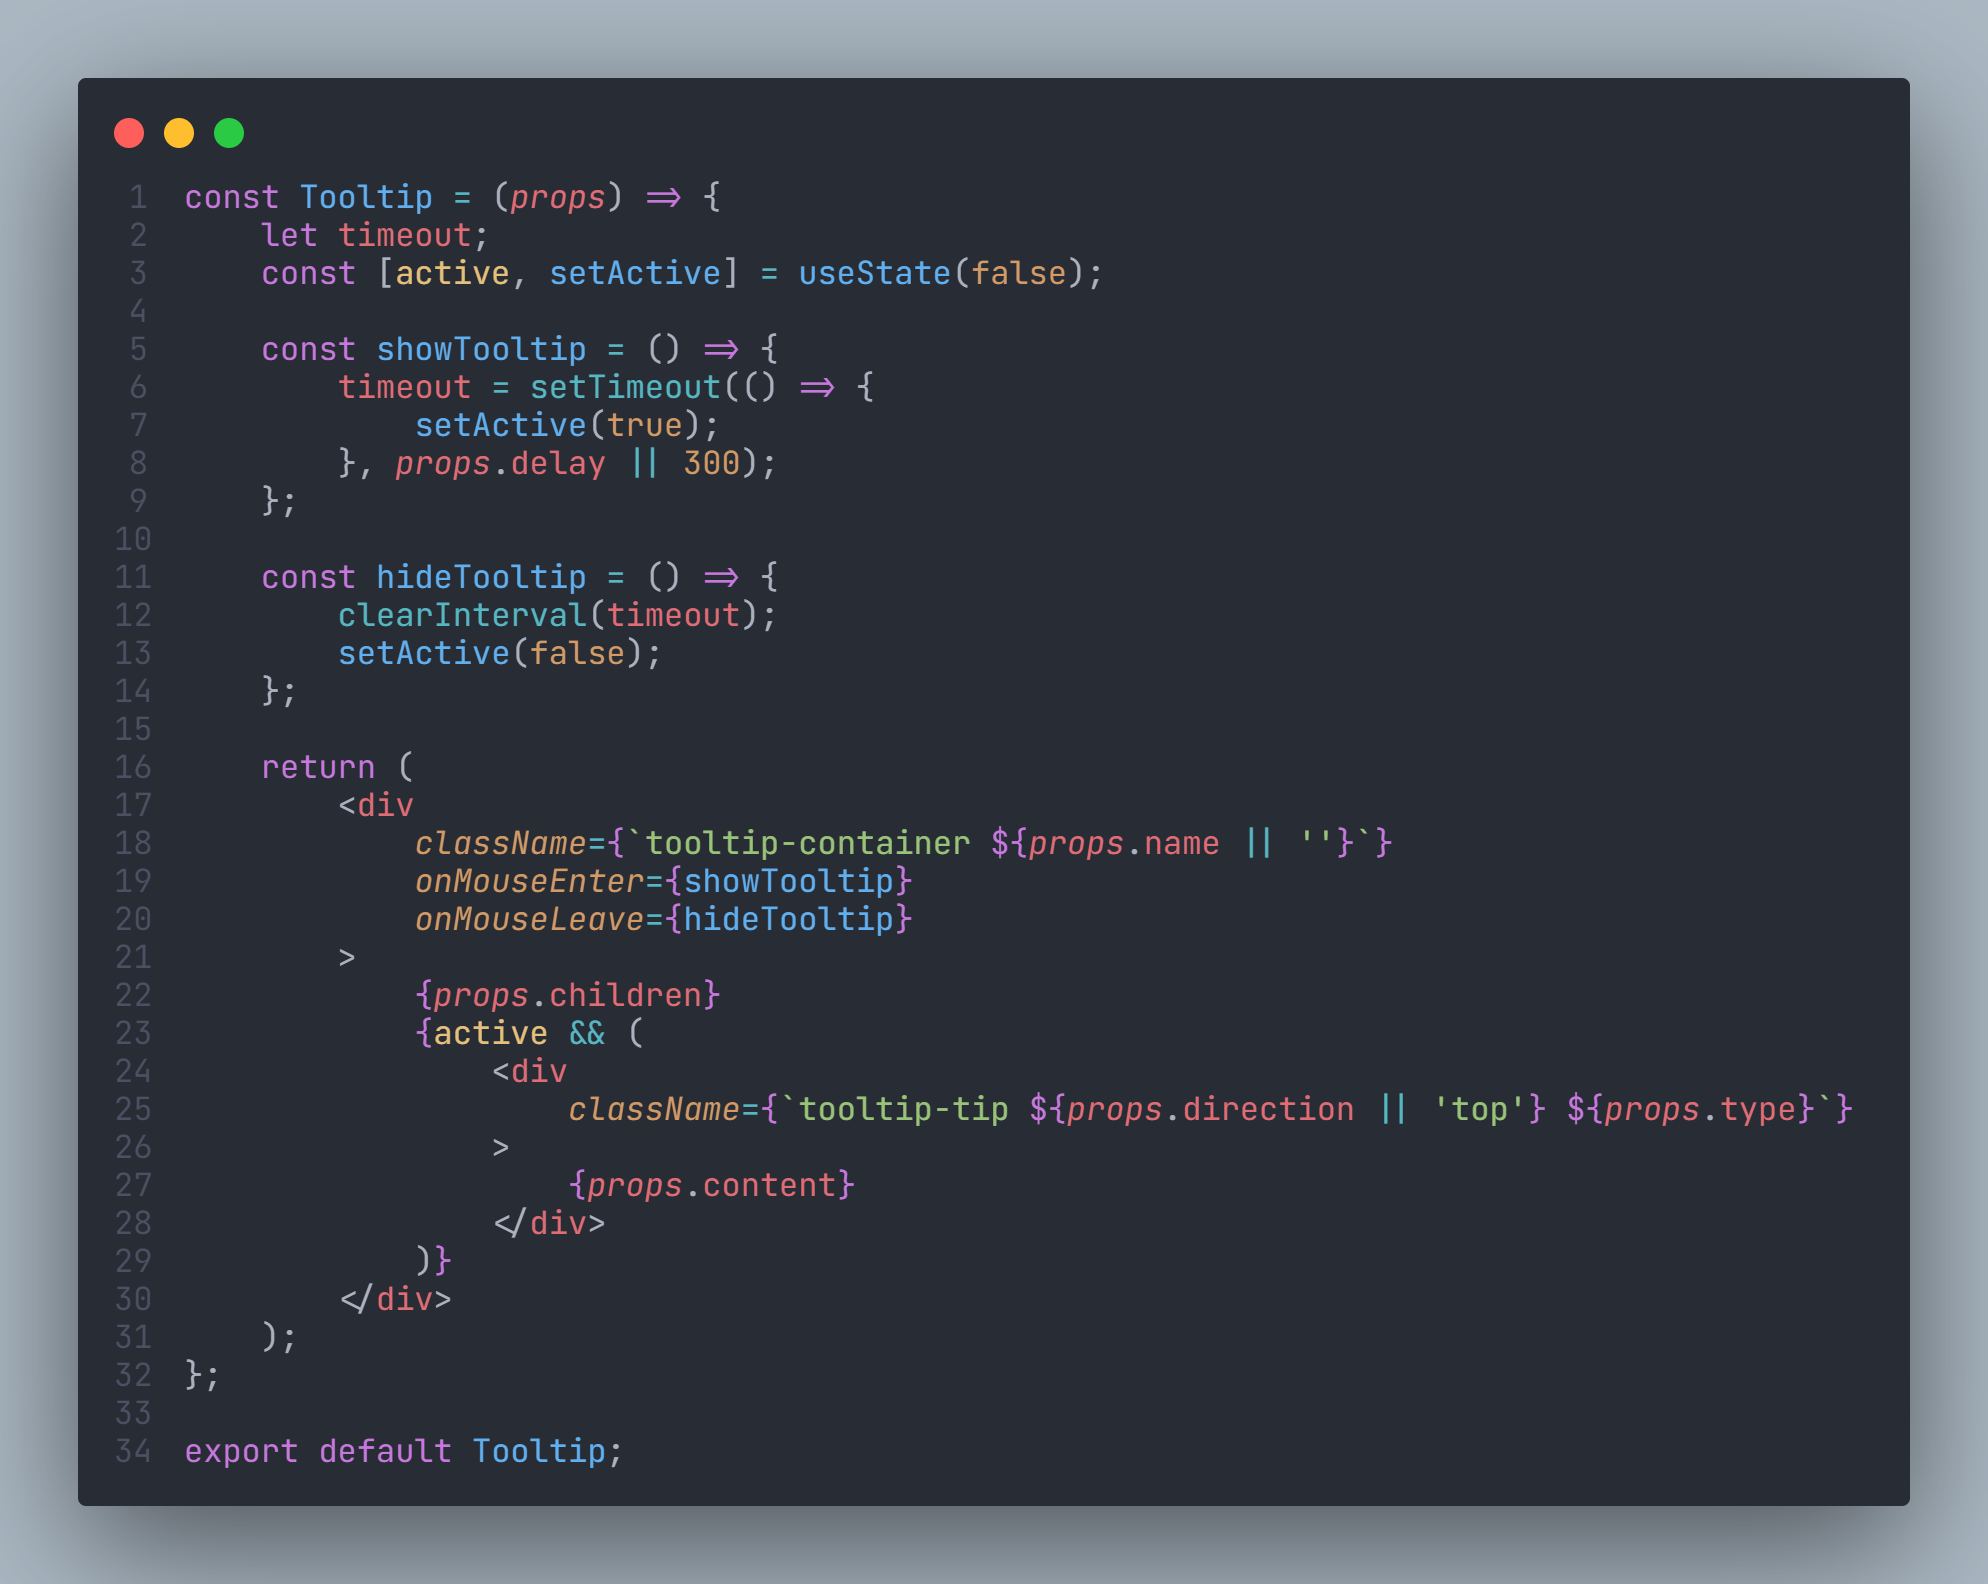 1 const Tooltip = (props) => {
2     let timeout;
3     const [active, setActive] = useState(false);
4
5     const showTooltip = () => {
6         timeout = setTimeout(() => {
7             setActive(true);
8         }, props.delay || 300);
9     };
10
11     const hideTooltip = () => {
12         clearInterval(timeout);
13         setActive(false);
14     };
15
16     return (
17         <div
18             className={`tooltip-container ${props.name || ''}`}
19             onMouseEnter={showTooltip}
20             onMouseLeave={hideTooltip}
21         >
22             {props.children}
23             {active && (
24                 <div
25                     className={`tooltip-tip ${props.direction || 'top'} ${props.type}`}
26                 >
27                     {props.content}
28                 </div>
29             )}
30         </div>
31     );
32 };
33
34 export default Tooltip;